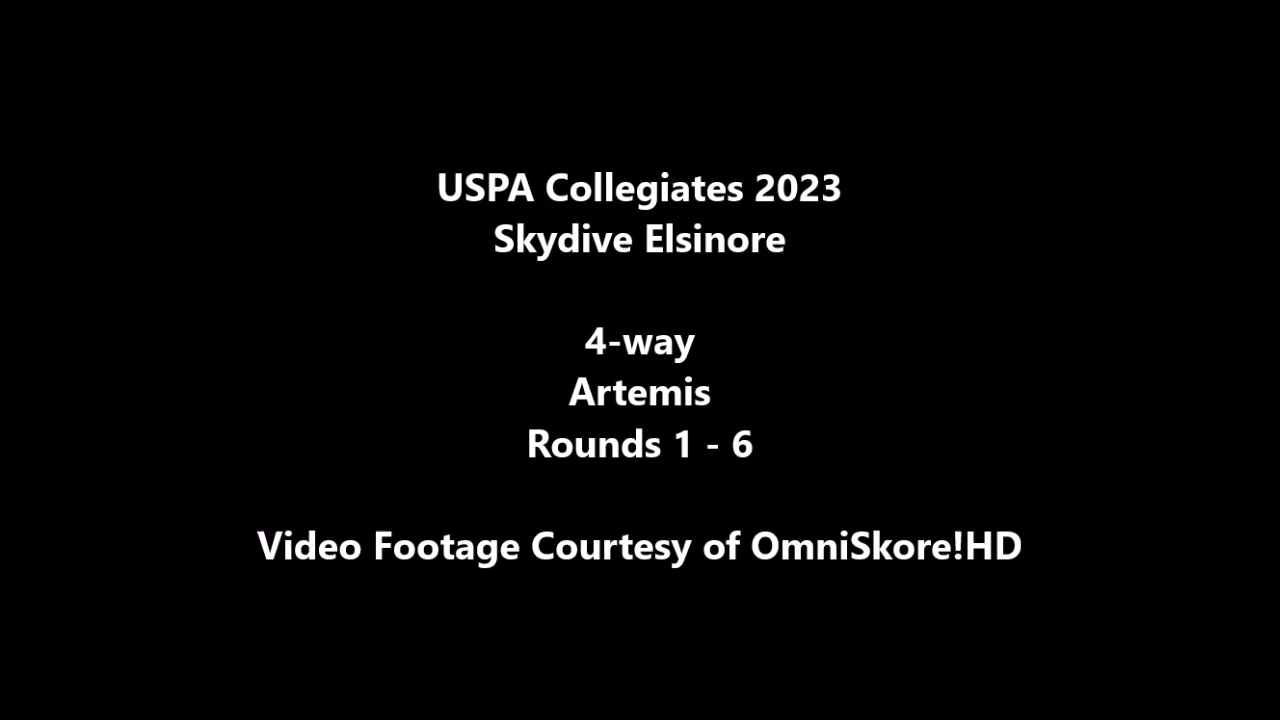 USPA Collegiates 2023
Skydive Elsinore
4-way
Artemis
Rounds 1 - 6
Video Footage Courtesy of OmniSkore!HD